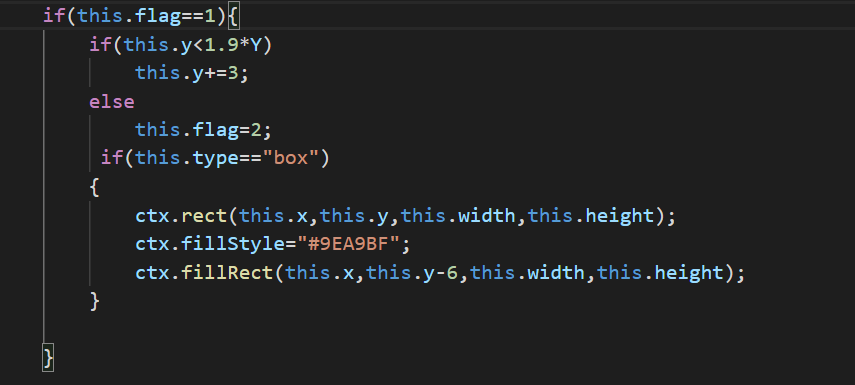 if(this.flag==1){
    if(this.y<1.9*Y)
        this.y+=3;
    else
        this.flag=2;
     if(this.type=="box")
    {
        ctx.rect(this.x,this.y,this.width,this.height);
        ctx.fillStyle="#9EA9BF";
        ctx.fillRect(this.x,this.y-6,this.width,this.height);
    }
}